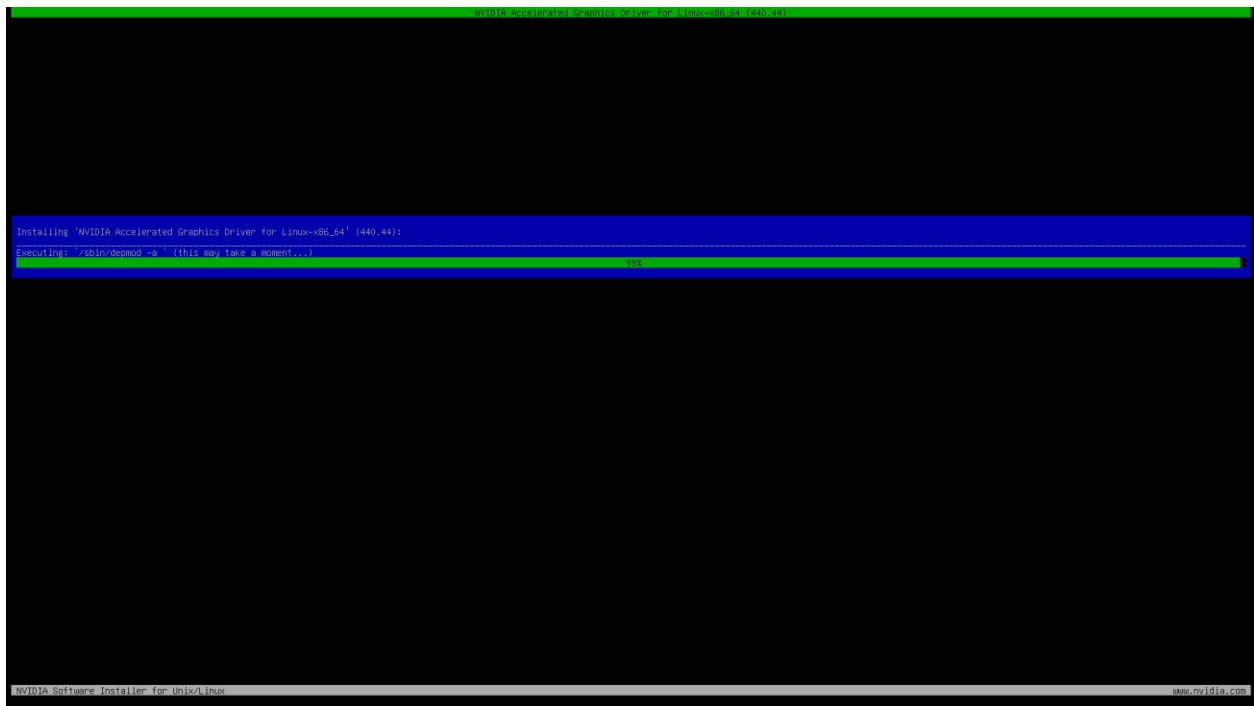 NVIDIA Accelerated Graphics Driver for Linux-x86_64 (440.44)
Installing 'NVIDIA Accelerated Graphics Driver for Linux-x86_64' (440.44):
Executing: `/sbin/depmod -a ` (this may take a moment...)
99%
NVIDIA Software Installer for Unix/Linux
www.nvidia.com